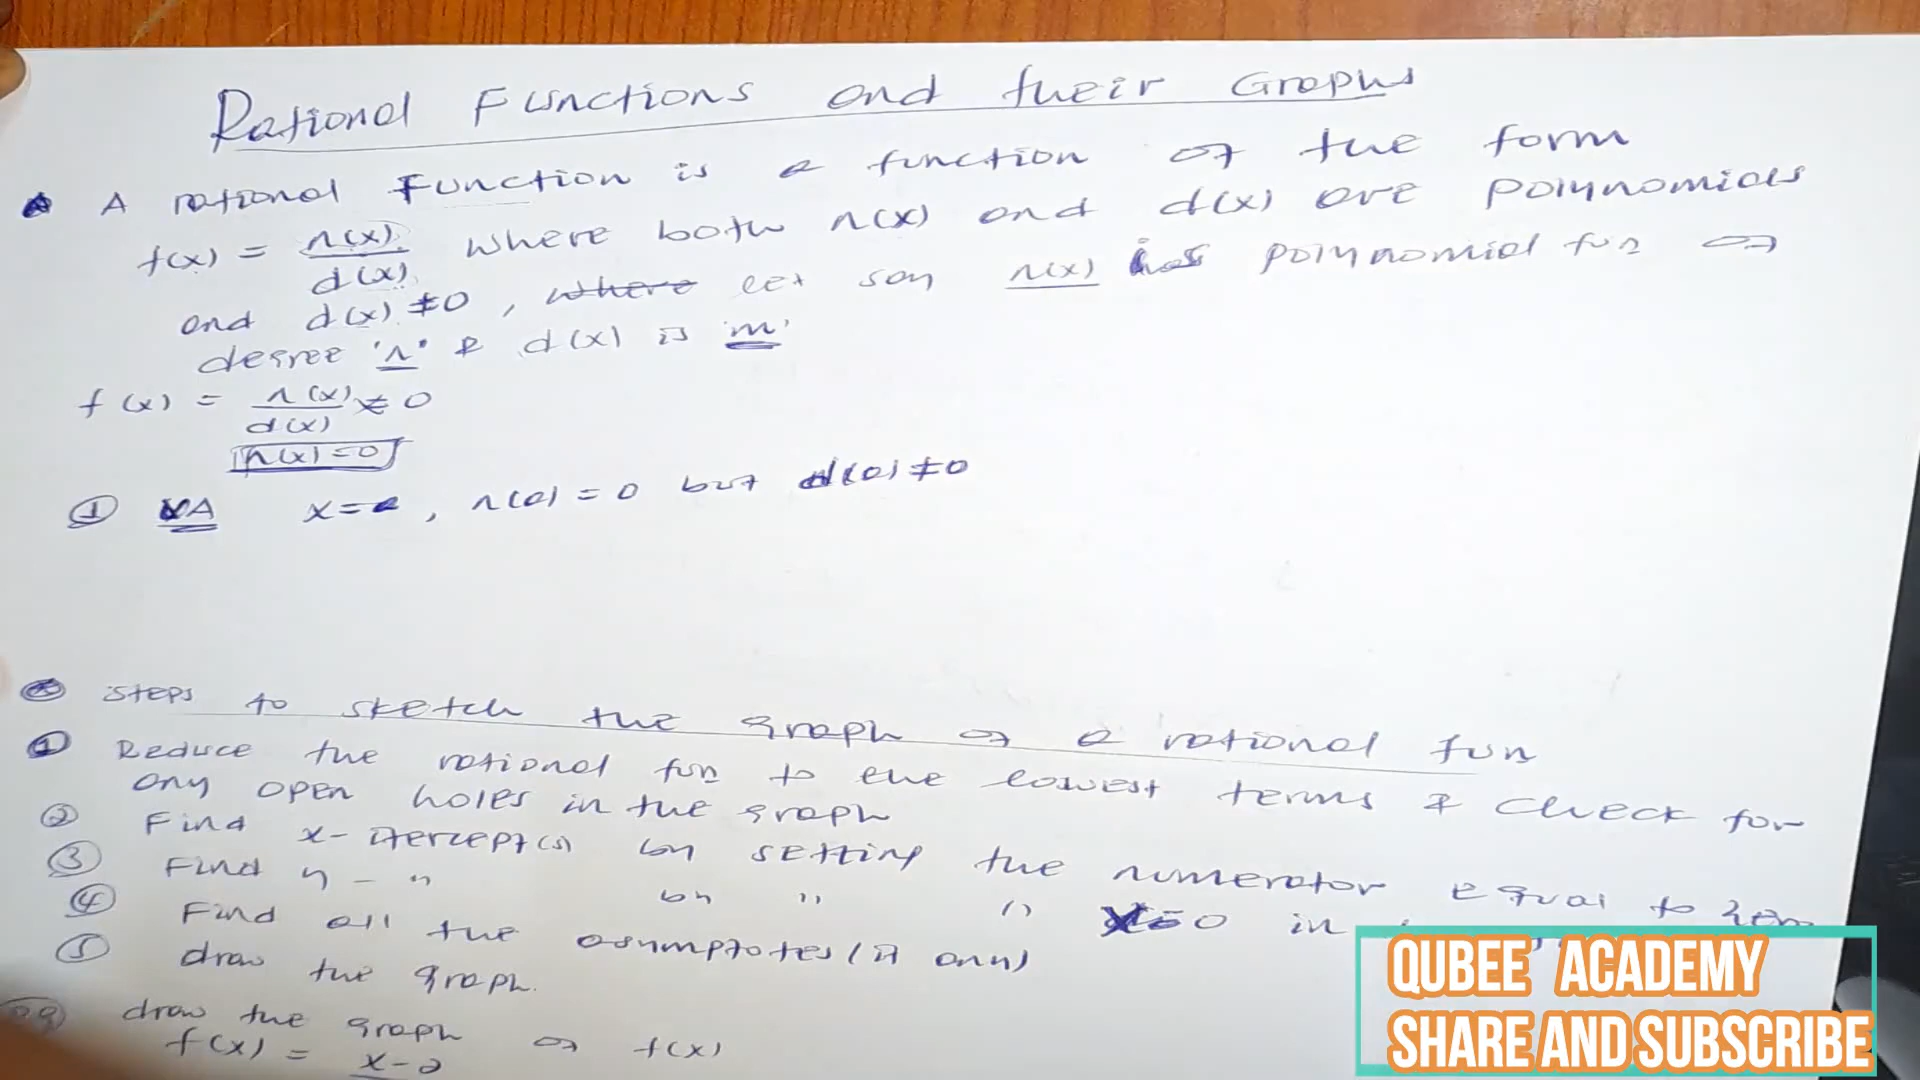 Rational Functions and their Graphs
A rational Function is a function of the form
f(x) = n(x)/d(x) where both n(x) and d(x) are polynomials
and d(x) ≠ 0, where let say n(x) has polynomial fun of
degree 'n' & d(x) is 'm'
f(x) = n(x)/d(x) ≠ 0
n(x) = 0
① VA x = a, n(a) = 0 but d(a) ≠ 0
steps to sketch the graph of a rational fun
① Reduce the rational fun to the lowest terms & check for
any open holes in the graph
② Find x-itercept(s) by setting the numerator equal to zero
③ Find y - " by " " x=0 in
④ Find all the asymptotes (if any)
⑤ draw the graph.
draw the graph of f(x)
f(x) = x-2
QUBEE ACADEMY
SHARE AND SUBSCRIBE